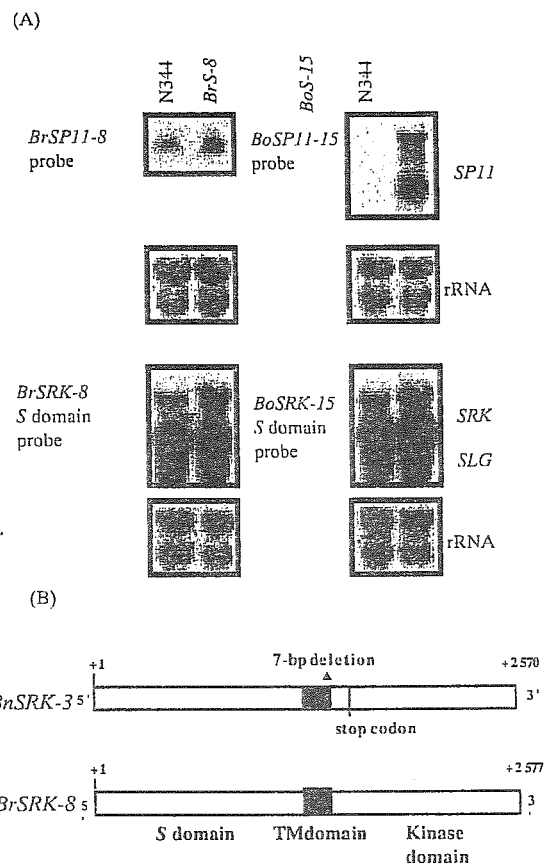 (A)
N344
BrS-8
BoS-15
N344
BrSP11-8
probe
BoSP11-15
probe
SP11
rRNA
BrSRK-8
S domain
probe
BoSRK-15
S domain
probe
SRK
SLG
rRNA
(B)
+1
7-bp deletion
+2570
BnSRK-3
5'
3'
stop codon
+1
+2577
BrSRK-8
5'
3'
S domain
TMdomain
Kinase
domain